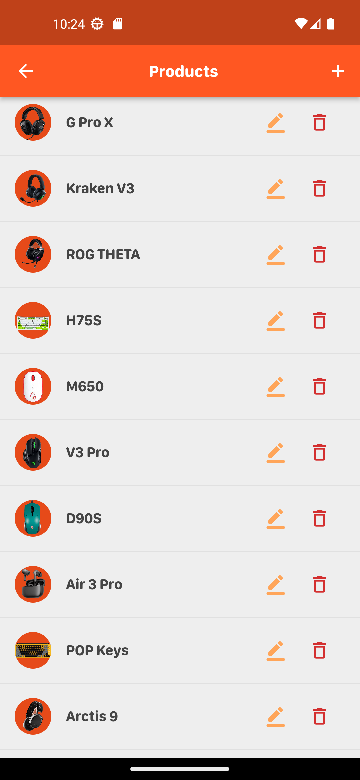 10:24
Products
G Pro X
Kraken V3
ROG THETA
H75S
M650
V3 Pro
D90S
Air 3 Pro
POP Keys
Arctis 9